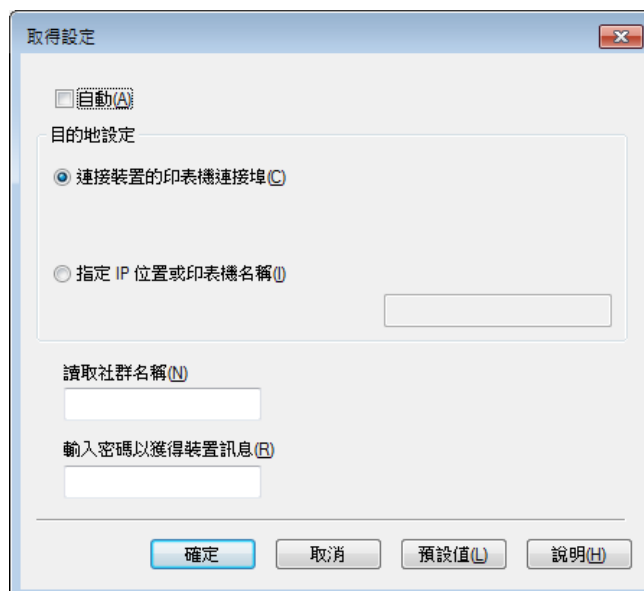 取得設定
自動(A)
目的地設定
連接裝置的印表機連接埠(C)
指定 IP 位置或印表機名稱(I)
讀取社群名稱(N)
輸入密碼以獲得裝置訊息(R)
確定 取消 預設值(L) 說明(H)